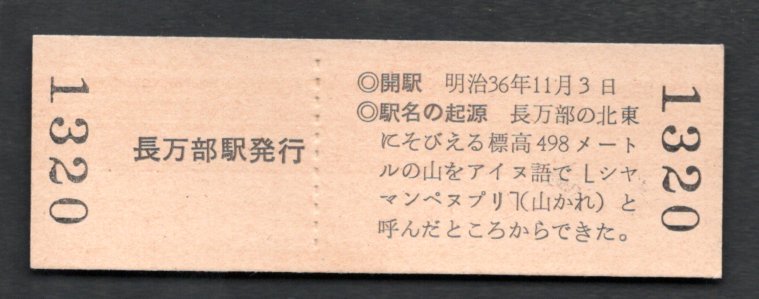 1320
長万部駅発行
◎開駅 明治36年11月3日
◎駅名の起源 長万部の北東
にそびえる標高498メート
ルの山をアイヌ語で「シヤ
マンペヌプリ」(山かれ)と
呼んだところからできた。
1320